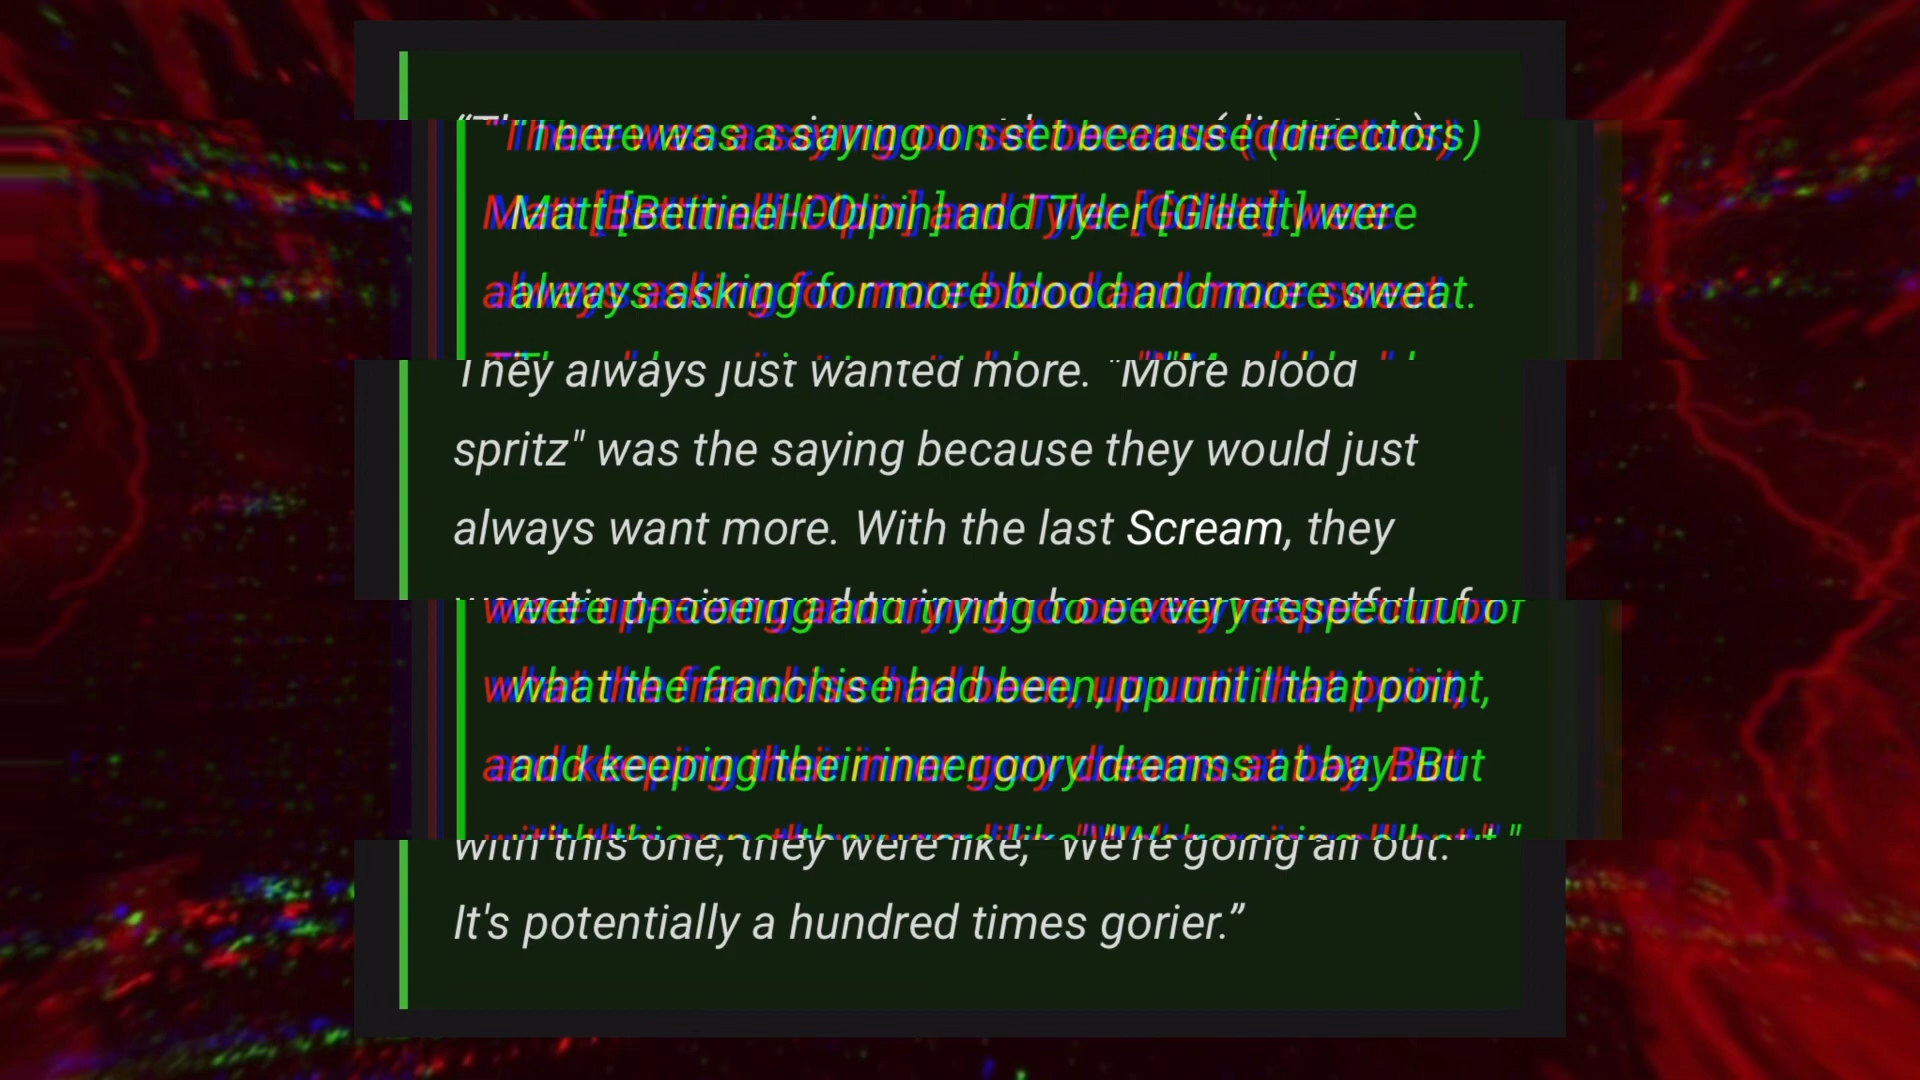 "There was a saying on set because (directors)
Matt [Bettinelli-Olpin] and Tyler [Gillett] were
always asking for more blood and more sweat.
They always just wanted more. "More blood
spritz" was the saying because they would just
always want more. With the last Scream, they
were tip-toeing and trying to be very respectful of
what the franchise had been, up until that point,
and keeping their inner gory dreams at bay. But
with this one, they were like, "We're going all out."
It's potentially a hundred times gorier.”